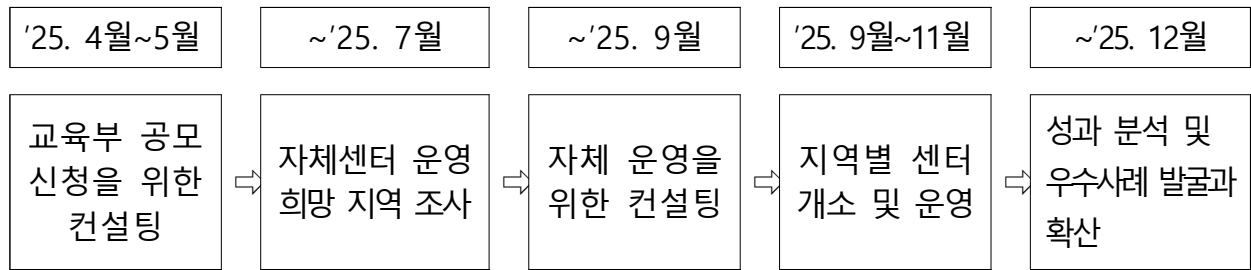 '25. 4월~5월
~'25. 7월
~'25. 9월
'25. 9월~11월
~'25. 12월
교육부 공모
신청을 위한
컨설팅
자체센터 운영
희망 지역 조사
자체 운영을
위한 컨설팅
지역별 센터
개소 및 운영
성과 분석 및
우수사례 발굴과
확산